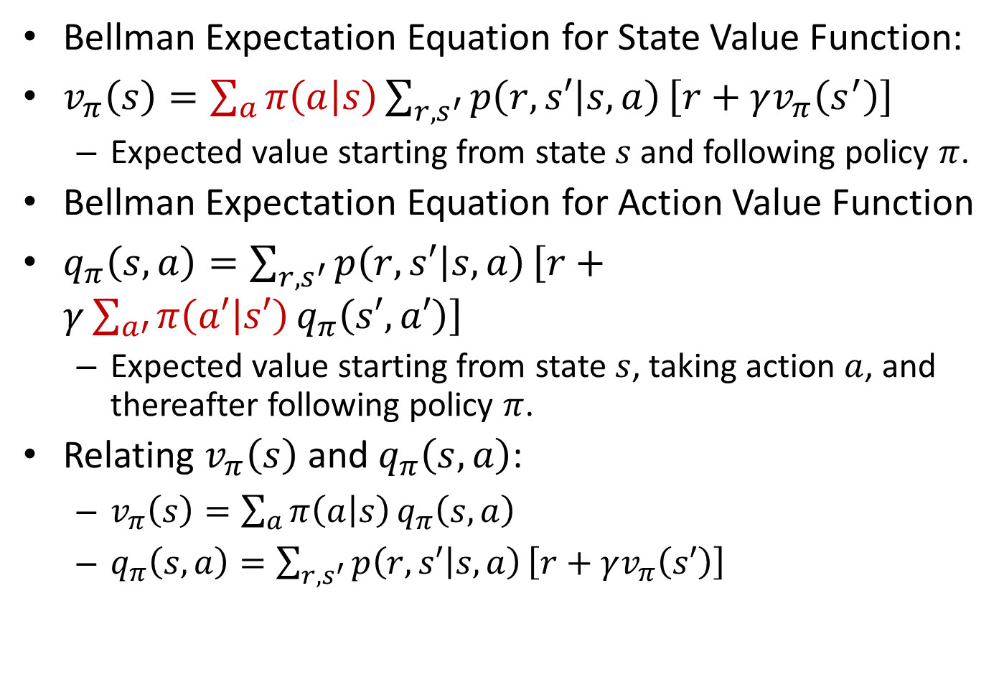 • Bellman Expectation Equation for State Value Function:
• $v_\pi(s) = \sum_a \pi(a|s) \sum_{r,s'} p(r, s'|s, a) [r + \gamma v_\pi(s')]$
– Expected value starting from state $s$ and following policy $\pi$.
• Bellman Expectation Equation for Action Value Function
• $q_\pi(s, a) = \sum_{r,s'} p(r, s'|s, a) [r +$
$\gamma \sum_{a'} \pi(a'|s') q_\pi(s', a')]$
– Expected value starting from state $s$, taking action $a$, and
thereafter following policy $\pi$.
• Relating $v_\pi(s)$ and $q_\pi(s, a)$:
– $v_\pi(s) = \sum_a \pi(a|s) q_\pi(s, a)$
– $q_\pi(s, a) = \sum_{r,s'} p(r, s'|s, a) [r + \gamma v_\pi(s')]$